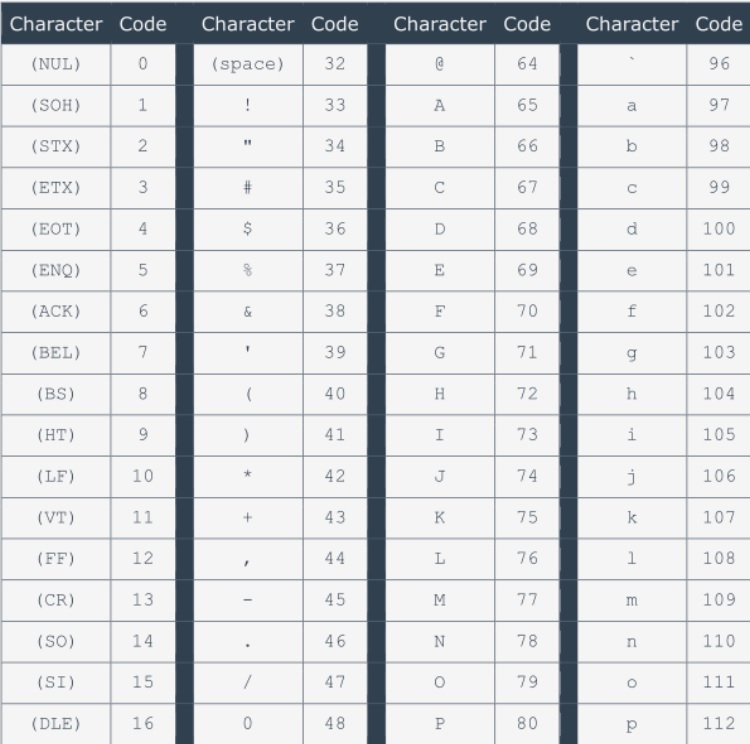 Character Code Character Code Character Code Character Code
(NUL) 0 (space) 32 @ 64 ` 96
(SOH) 1 ! 33 A 65 a 97
(STX) 2 " 34 B 66 b 98
(ETX) 3 # 35 C 67 c 99
(EOT) 4 $ 36 D 68 d 100
(ENQ) 5 % 37 E 69 e 101
(ACK) 6 & 38 F 70 f 102
(BEL) 7 ' 39 G 71 g 103
(BS) 8 ( 40 H 72 h 104
(HT) 9 ) 41 I 73 i 105
(LF) 10 * 42 J 74 j 106
(VT) 11 + 43 K 75 k 107
(FF) 12 , 44 L 76 l 108
(CR) 13 - 45 M 77 m 109
(SO) 14 . 46 N 78 n 110
(SI) 15 / 47 O 79 o 111
(DLE) 16 0 48 P 80 p 112